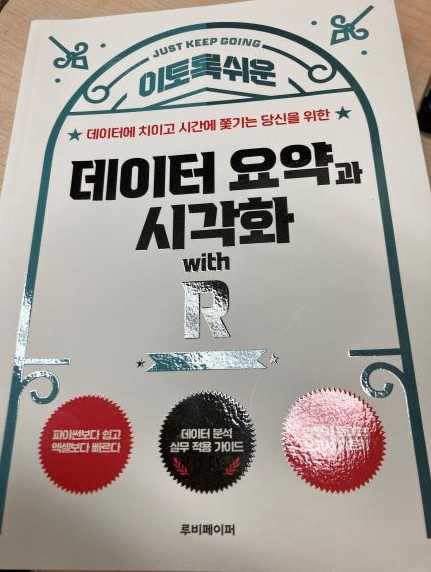 JUST KEEP GOING
이토록 쉬운
데이터에 치이고 시간에 쫓기는 당신을 위한
데이터 요약과
시각화
with
R
파이썬보다 쉽고
엑셀보다 빠르다
데이터 분석
실무 적용 가이드
루비페이퍼